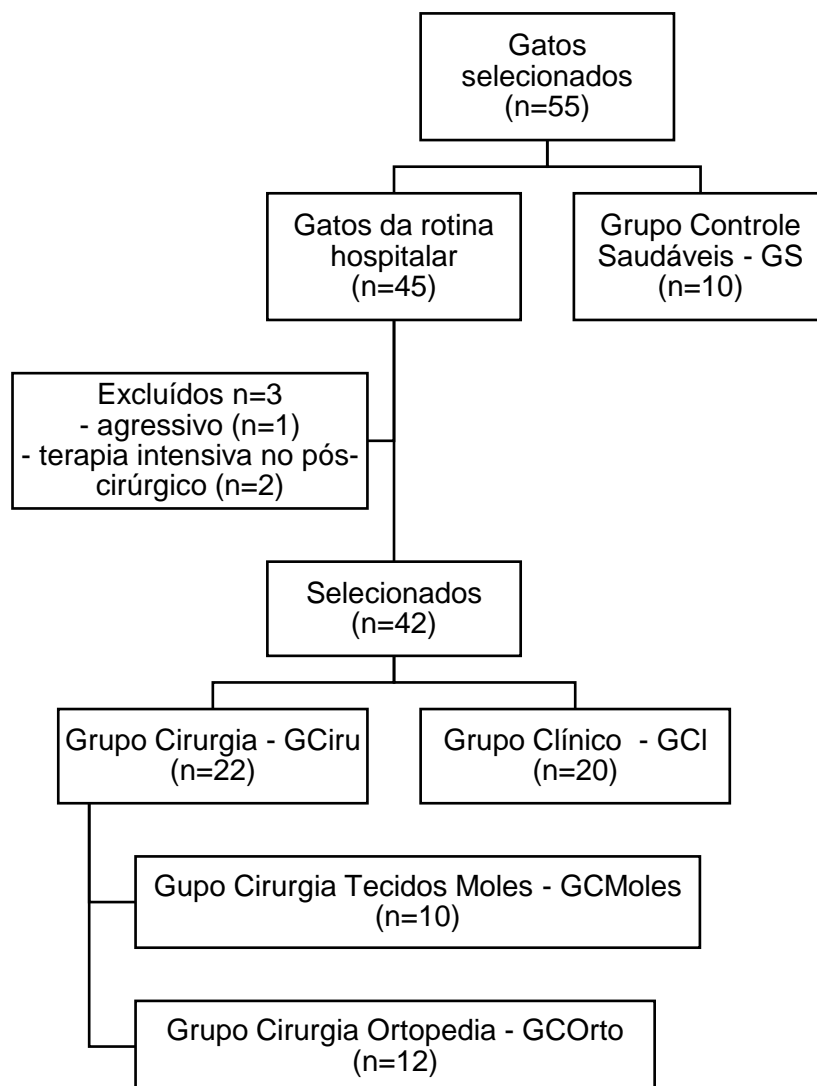 Gatos
selecionados
(n=55)
Gatos da rotina
hospitalar
(n=45)
Grupo Controle
Saudáveis - GS
(n=10)
Excluídos n=3
- agressivo (n=1)
- terapia intensiva no pós-
cirúrgico (n=2)
Selecionados
(n=42)
Grupo Cirurgia - GCiru
(n=22)
Grupo Clínico - GCl
(n=20)
Gupo Cirurgia Tecidos Moles - GCMoles
(n=10)
Grupo Cirurgia Ortopedia - GCOrto
(n=12)